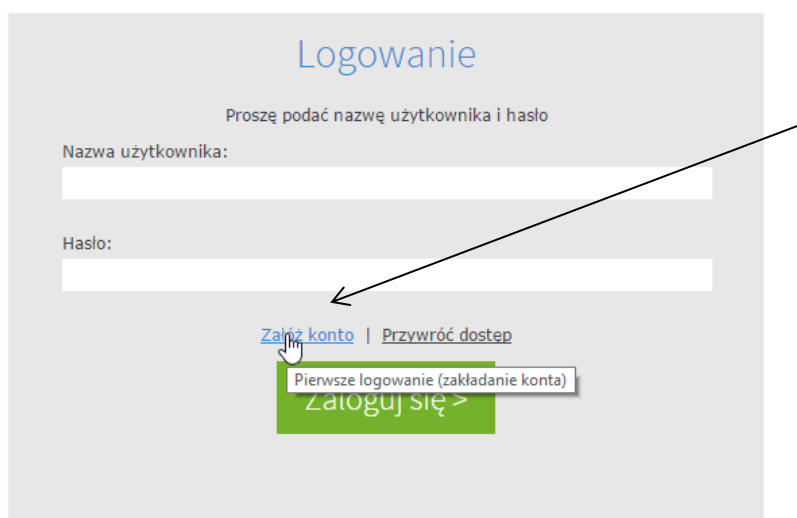 Logowanie
Proszę podać nazwę użytkownika i hasło
Nazwa użytkownika:
Hasło:
Załóż konto | Przywróć dostęp
Pierwsze logowanie (zakładanie konta)
Zaloguj się >